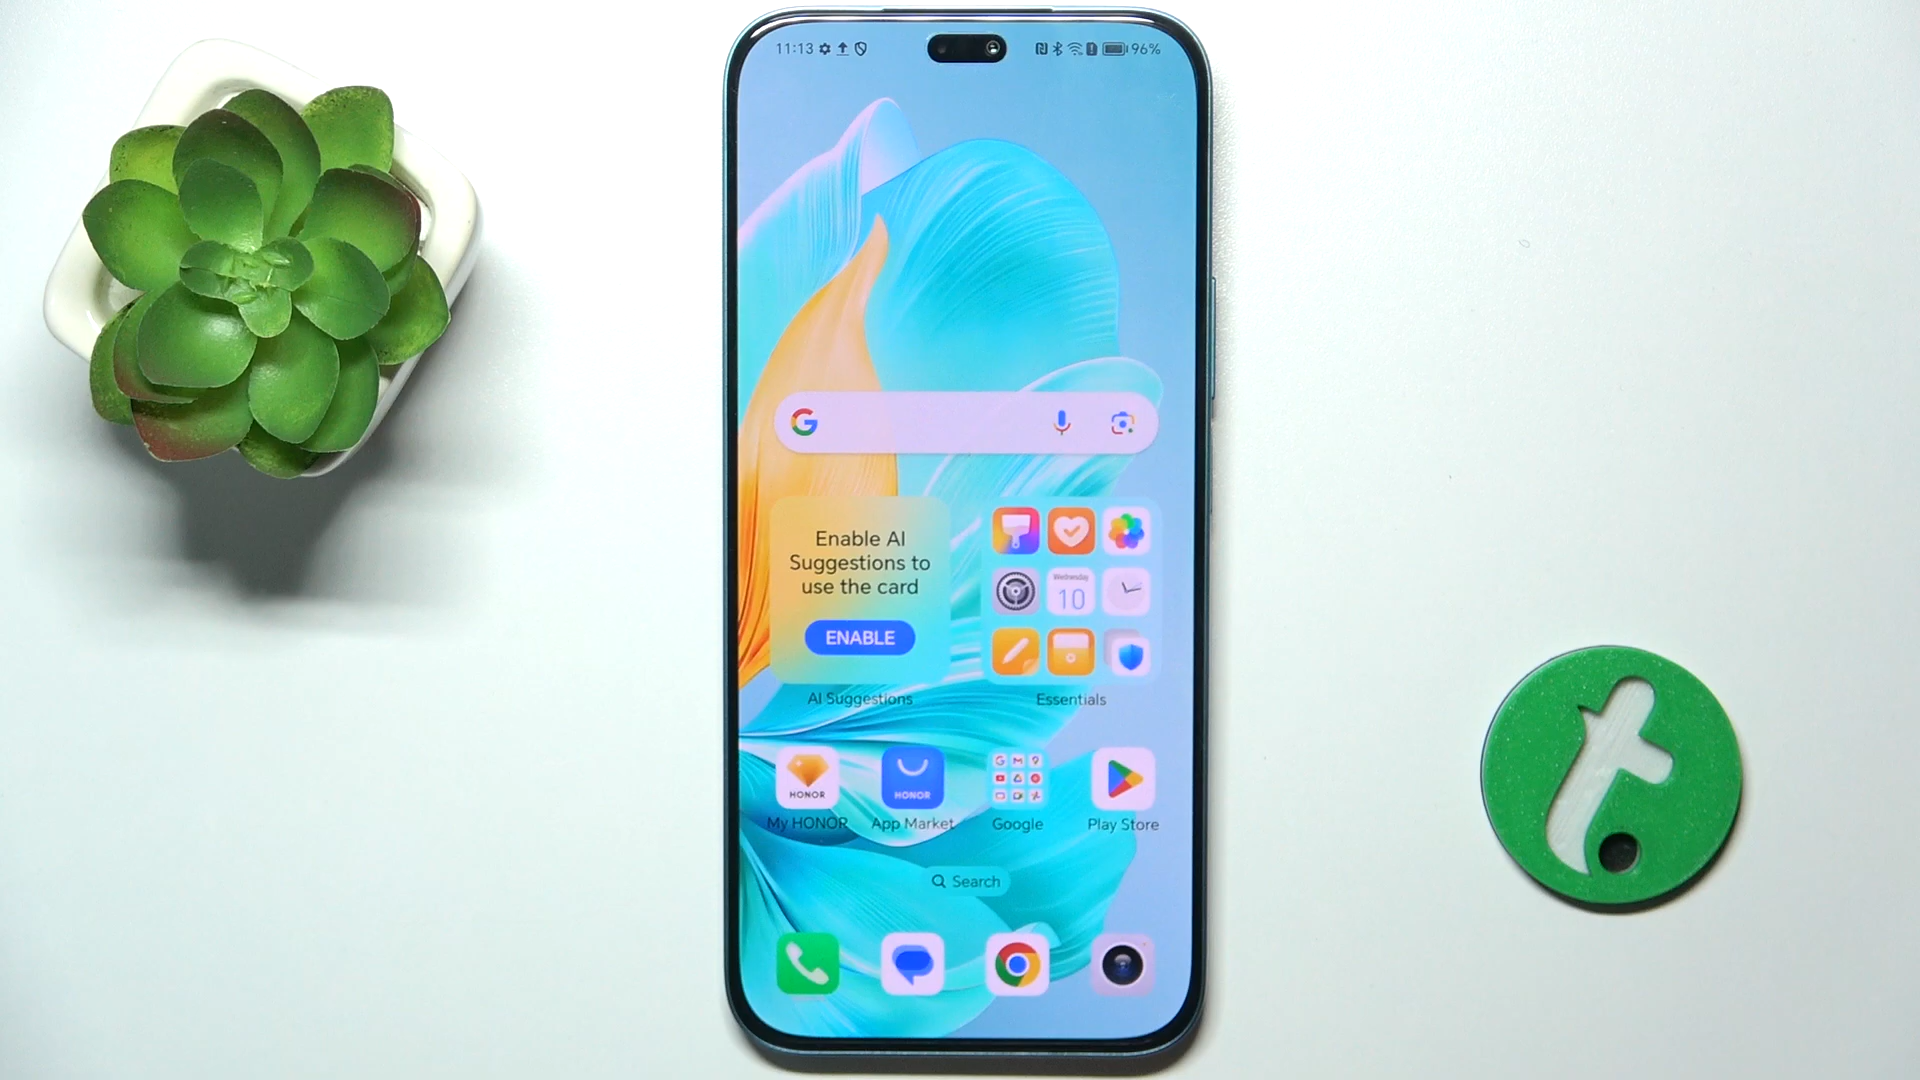 11:13
96%
Enable AI
Suggestions to
use the card
ENABLE
Wednesday
10
AI Suggestions
Essentials
HONOR
HONOR
My HONOR
App Market
Google
Play Store
Search